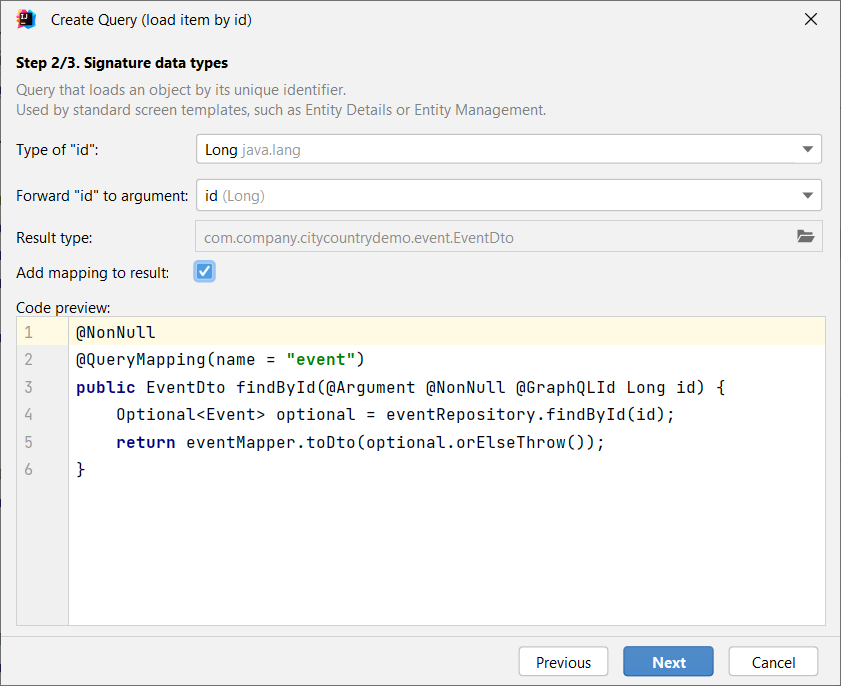 Create Query (load item by id)
Step 2/3. Signature data types
Query that loads an object by its unique identifier.
Used by standard screen templates, such as Entity Details or Entity Management.
Type of "id": Long java.lang
Forward "id" to argument: id (Long)
Result type: com.company.citycountrydemo.event.EventDto
Add mapping to result:
Code preview:
1 @NonNull
2 @QueryMapping(name = "event")
3 public EventDto findById(@Argument @NonNull @GraphQLId Long id) {
4 Optional<Event> optional = eventRepository.findById(id);
5 return eventMapper.toDto(optional.orElseThrow());
6 }
Previous Next Cancel